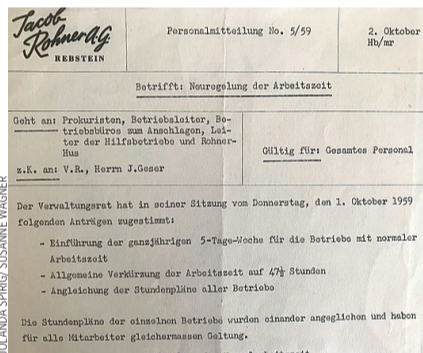 Jacob
Rohner A.G.
REBSTEIN
Personalmitteilung No. 5/59
2. Oktober
Hb/mr
Betrifft: Neuregelung der Arbeitszeit
Geht an: Prokuristen, Betriebsleiter, Be-
triebsbüros zum Anschlagen, Lei-
ter der Hilfsbetriebe und Rohner-
Hus
z.K. an: V.R., Herrn J.Geser
Gültig für: Gesamtes Personal
Der Verwaltungsrat hat in seiner Sitzung vom Donnerstag, den 1. Oktober 1959
folgenden Anträgen zugestimmt:
- Einführung der ganzjährigen 5-Tage-Woche für die Betriebe mit normaler
Arbeitszeit
- Allgemeine Verkürzung der Arbeitszeit auf 47½ Stunden
- Angleichung der Stundenpläne aller Betriebe
Die Stundenpläne der einzelnen Betriebe wurden einander angeglichen und haben
für alle Mitarbeiter gleichermassen Geltung.
JOLANDA SPIRIG/ SUSANNE WAGNER